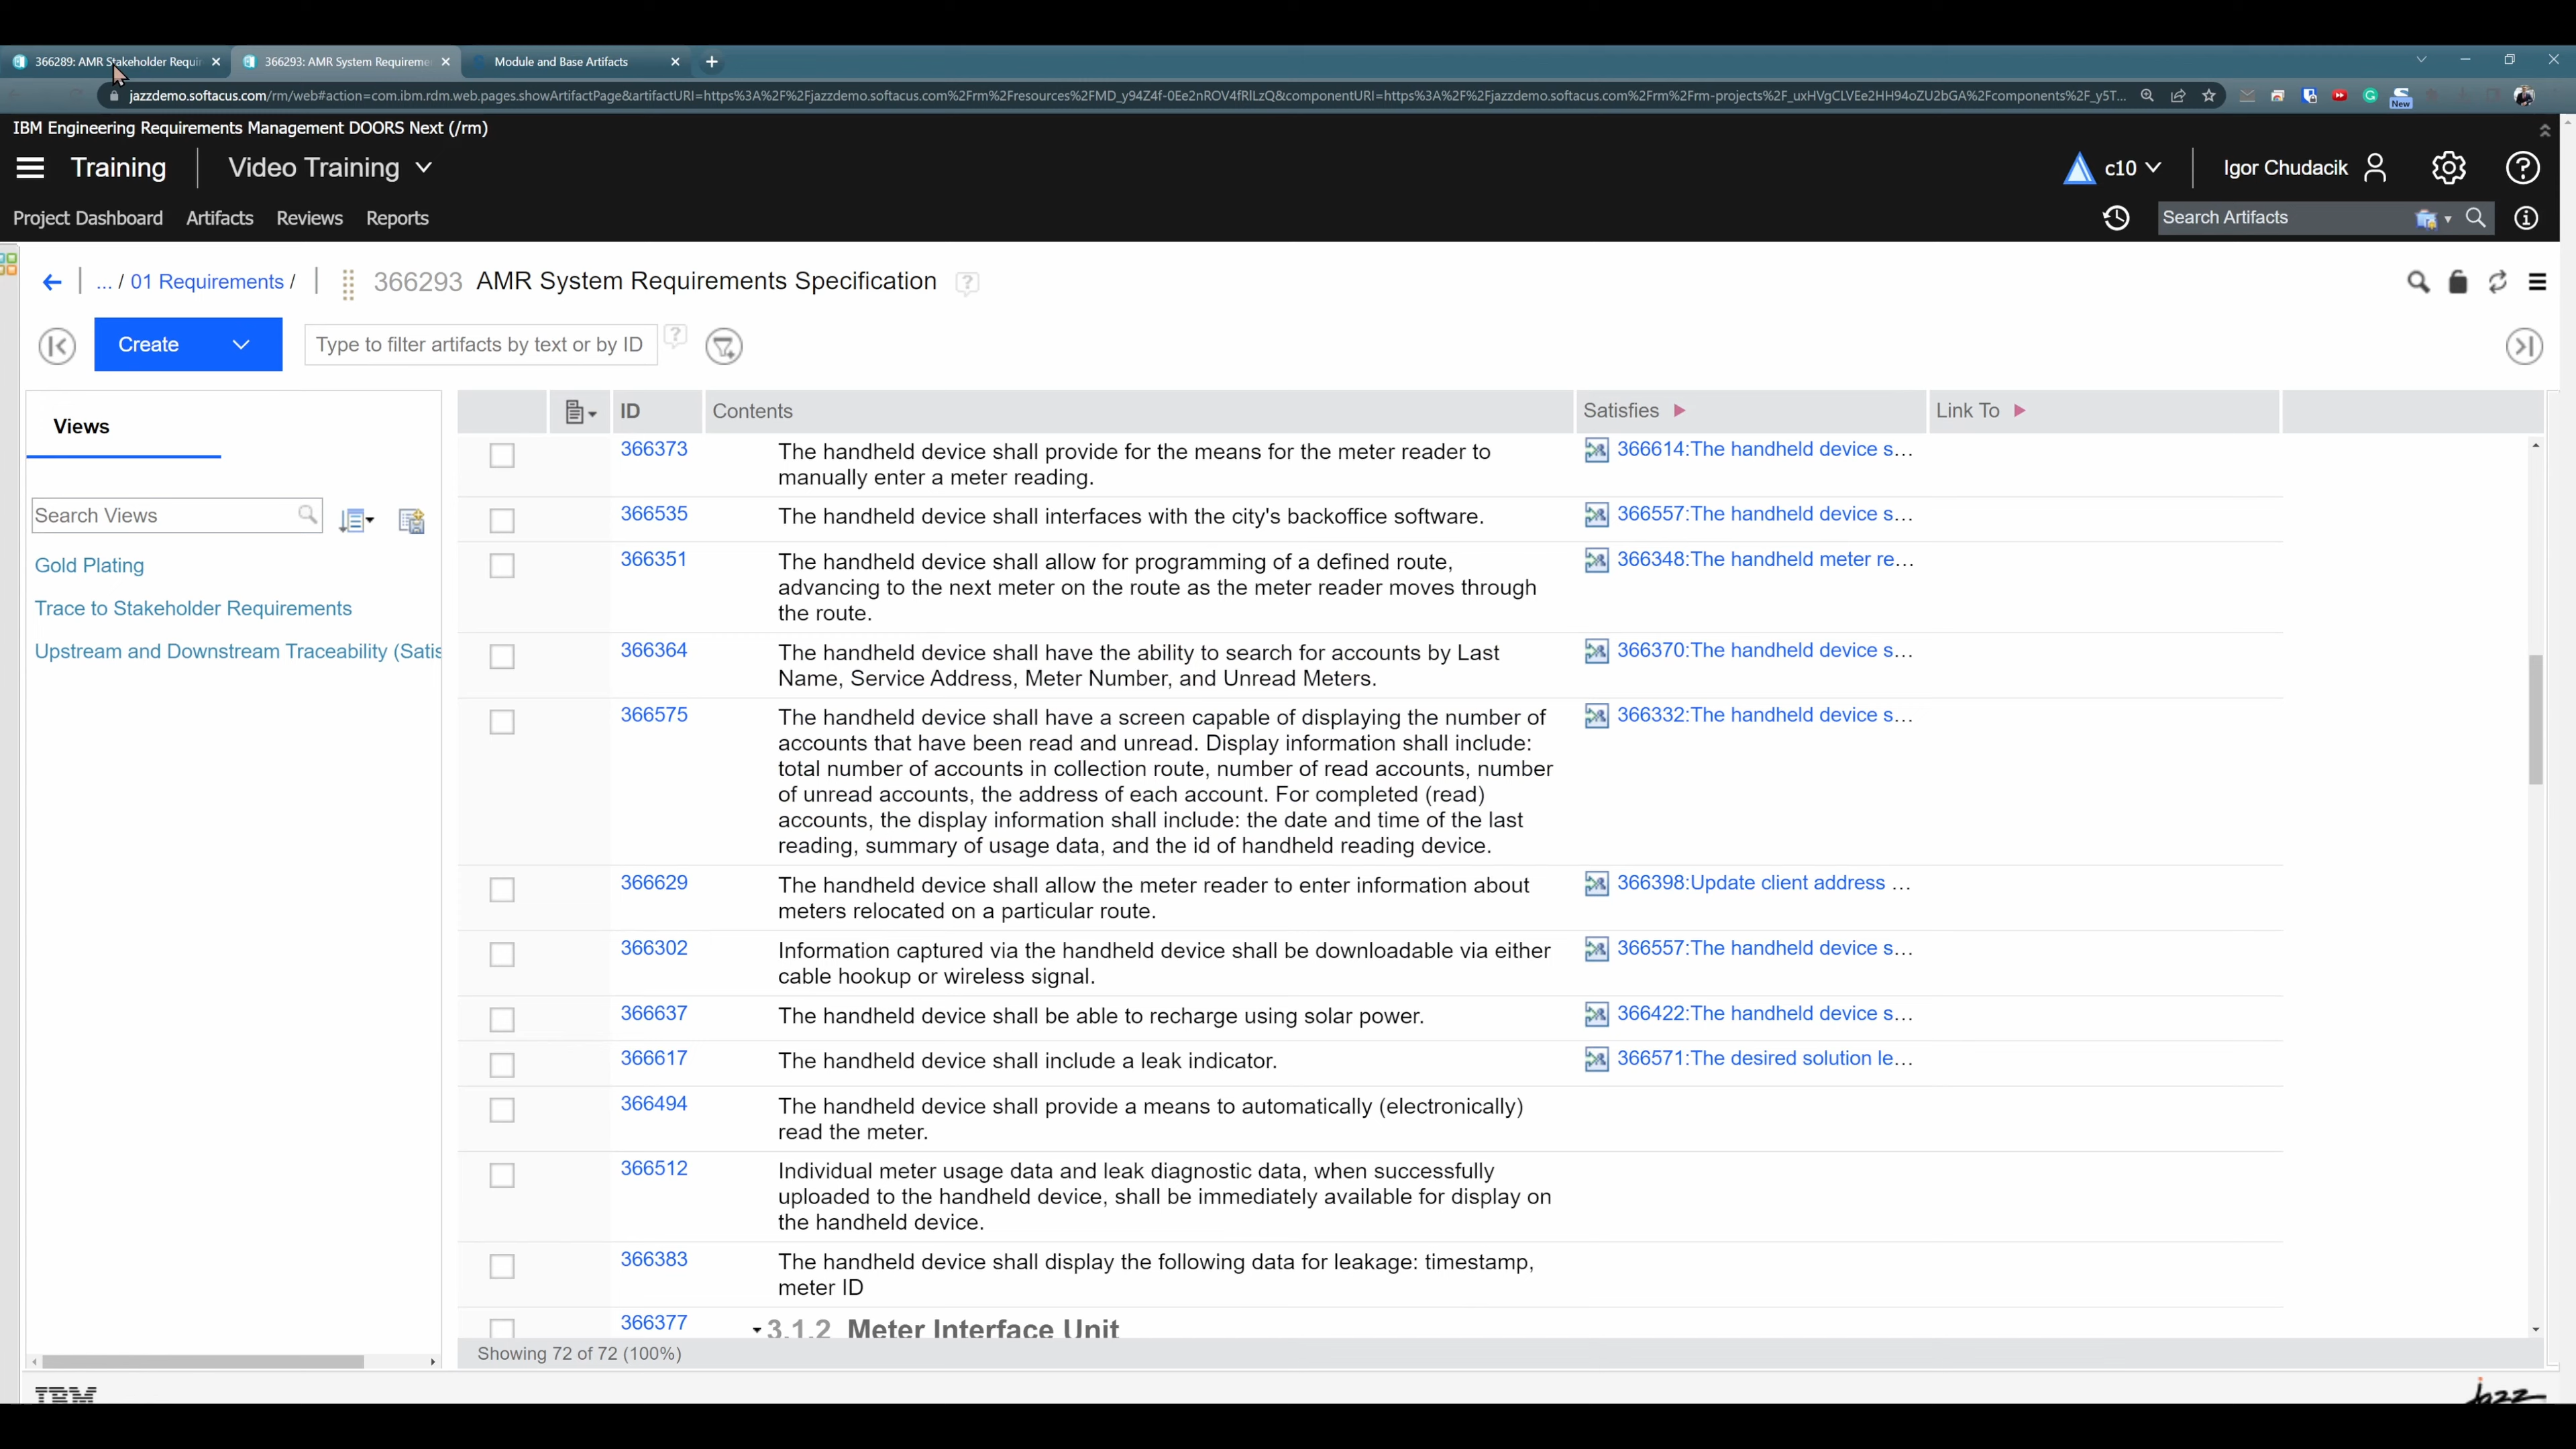 366289: AMR Stakeholder Requir
366293: AMR System Requireme
Module and Base Artifacts
jazzdemo.softacus.com/rm/web#action=com.ibm.rdm.web.pages.showArtifactPage&artifactURI=https%3A%2F%2Fjazzdemo.softacus.com%2Frm%2Fresources%2FMD_y94Z4f-0Ee2nROV4fRlLzQ&componentURI=https%3A%2F%2Fjazzdemo.softacus.com%2Frm%2Frm-projects%2F_uxHVgCLVEe2HH94oZU2bGA%2Fcomponents%2F_y5T...
New
IBM Engineering Requirements Management DOORS Next (/rm)
Training
Video Training
c10
Igor Chudacik
Project Dashboard
Artifacts
Reviews
Reports
Search Artifacts
... / 01 Requirements /
366293 AMR System Requirements Specification
Create
Type to filter artifacts by text or by ID
Views
Search Views
Gold Plating
Trace to Stakeholder Requirements
Upstream and Downstream Traceability (Satis
ID
Contents
Satisfies
Link To
366373
The handheld device shall provide for the means for the meter reader to
manually enter a meter reading.
366614:The handheld device s...
366535
The handheld device shall interfaces with the city's backoffice software.
366557:The handheld device s...
366351
The handheld device shall allow for programming of a defined route,
advancing to the next meter on the route as the meter reader moves through
the route.
366348:The handheld meter re...
366364
The handheld device shall have the ability to search for accounts by Last
Name, Service Address, Meter Number, and Unread Meters.
366370:The handheld device s...
366575
The handheld device shall have a screen capable of displaying the number of
accounts that have been read and unread. Display information shall include:
total number of accounts in collection route, number of read accounts, number
of unread accounts, the address of each account. For completed (read)
accounts, the display information shall include: the date and time of the last
reading, summary of usage data, and the id of handheld reading device.
366332:The handheld device s...
366629
The handheld device shall allow the meter reader to enter information about
meters relocated on a particular route.
366398:Update client address ...
366302
Information captured via the handheld device shall be downloadable via either
cable hookup or wireless signal.
366557:The handheld device s...
366637
The handheld device shall be able to recharge using solar power.
366422:The handheld device s...
366617
The handheld device shall include a leak indicator.
366571:The desired solution le...
366494
The handheld device shall provide a means to automatically (electronically)
read the meter.
366512
Individual meter usage data and leak diagnostic data, when successfully
uploaded to the handheld device, shall be immediately available for display on
the handheld device.
366383
The handheld device shall display the following data for leakage: timestamp,
meter ID
366377
3.1.2 Meter Interface Unit
Showing 72 of 72 (100%)
IBM
jazz